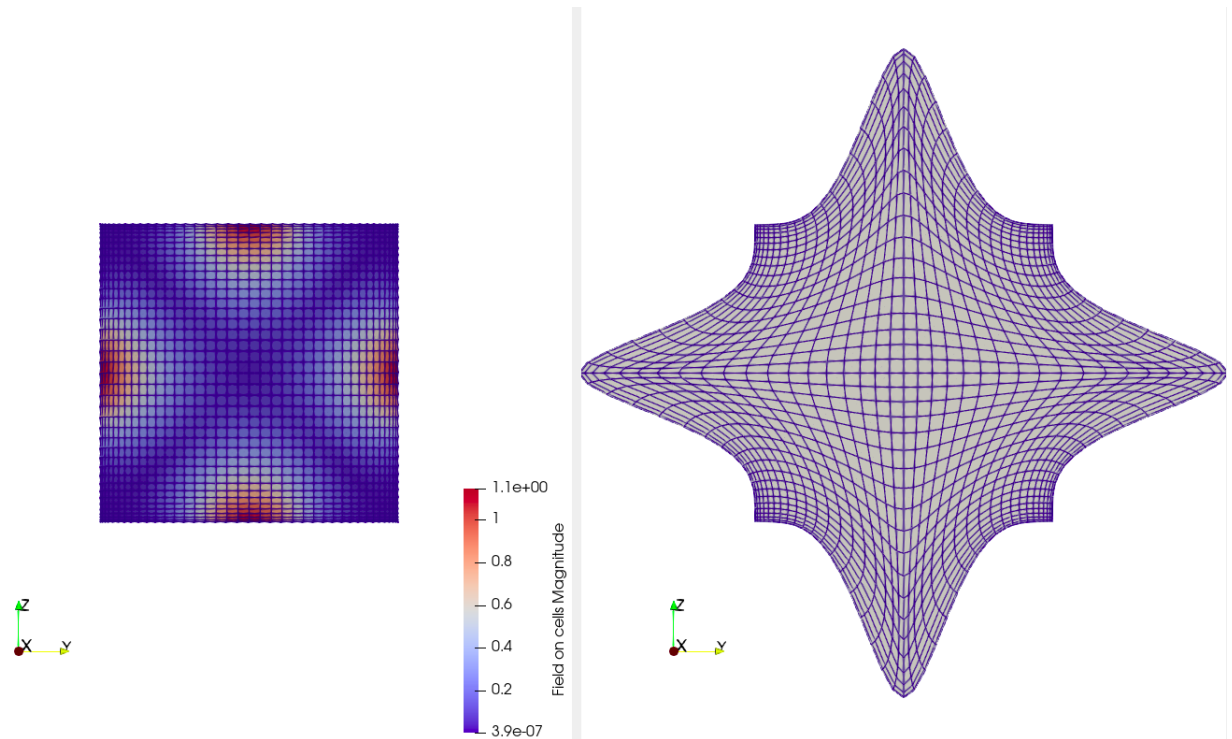 1.1e+00
1
0.8
0.6
0.4
0.2
3.9e-07
Field on cells Magnitude
Z
X
Y
Z
X
Y